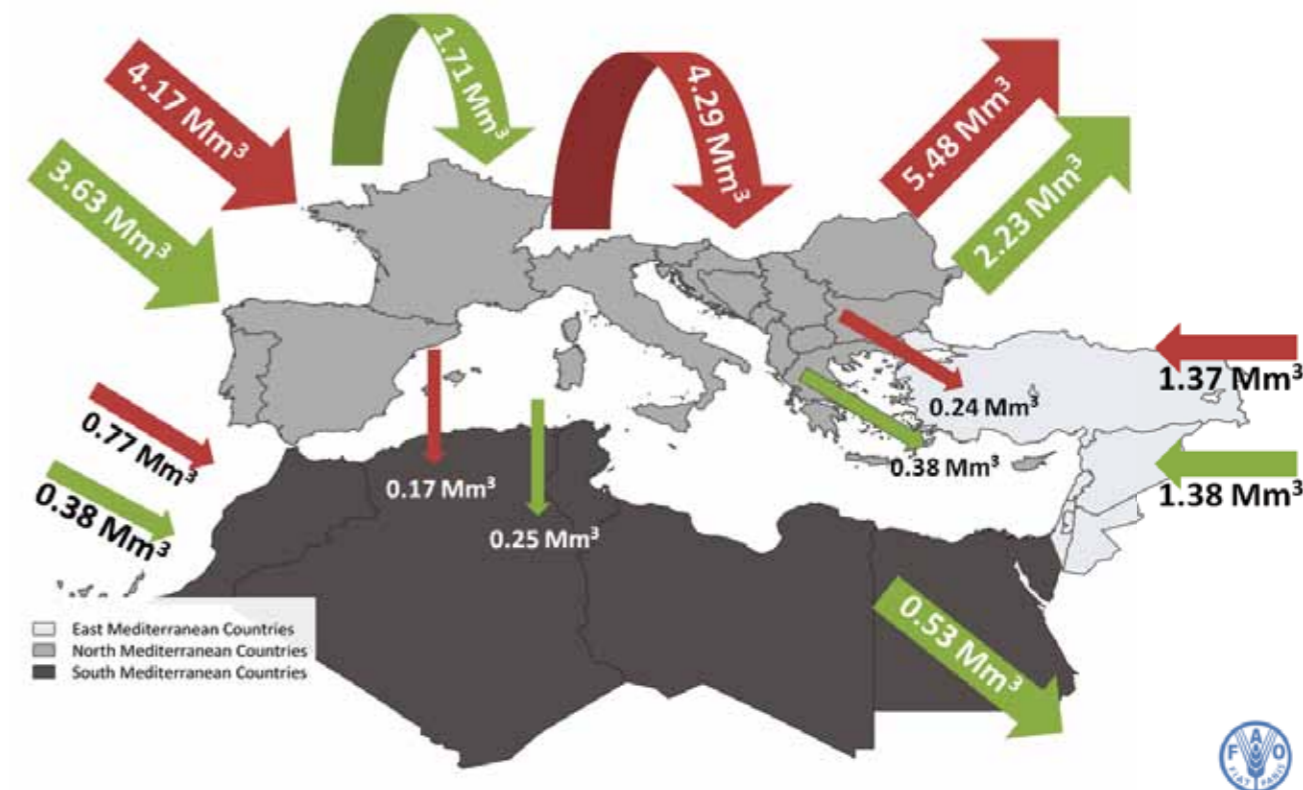 4.17 Mm³
3.63 Mm³
1.71 Mm³
4.29 Mm³
5.48 Mm³
2.23 Mm³
1.37 Mm³
1.38 Mm³
0.24 Mm³
0.38 Mm³
0.77 Mm³
0.38 Mm³
0.17 Mm³
0.25 Mm³
0.53 Mm³
East Mediterranean Countries
North Mediterranean Countries
South Mediterranean Countries
F A O
FIAT PANIS